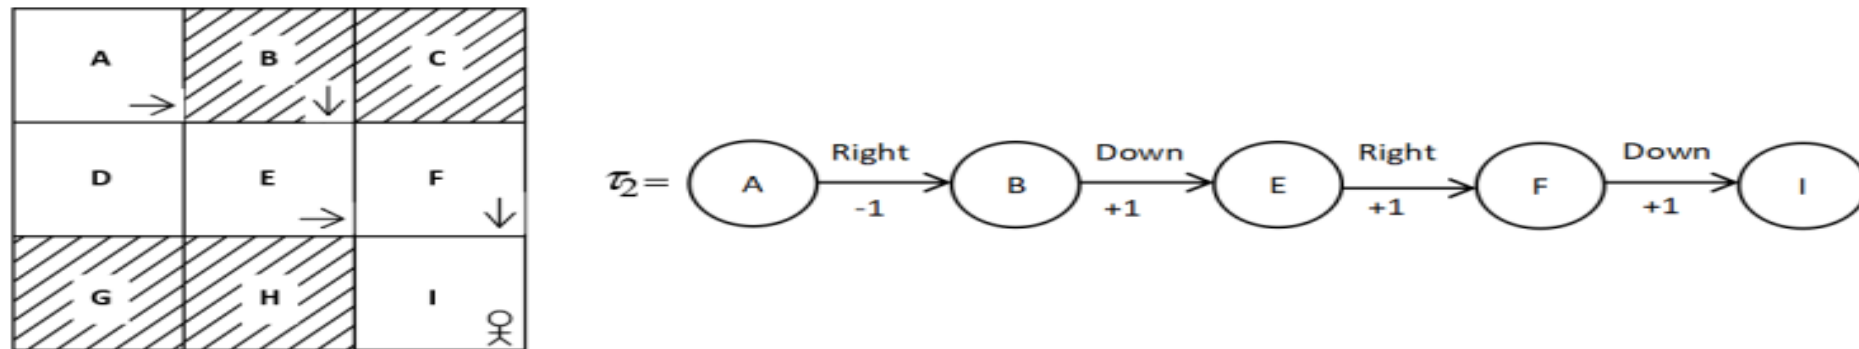 A B C
D E F
G H I
τ2=
A Right -1 B Down +1 E Right +1 F Down +1 I